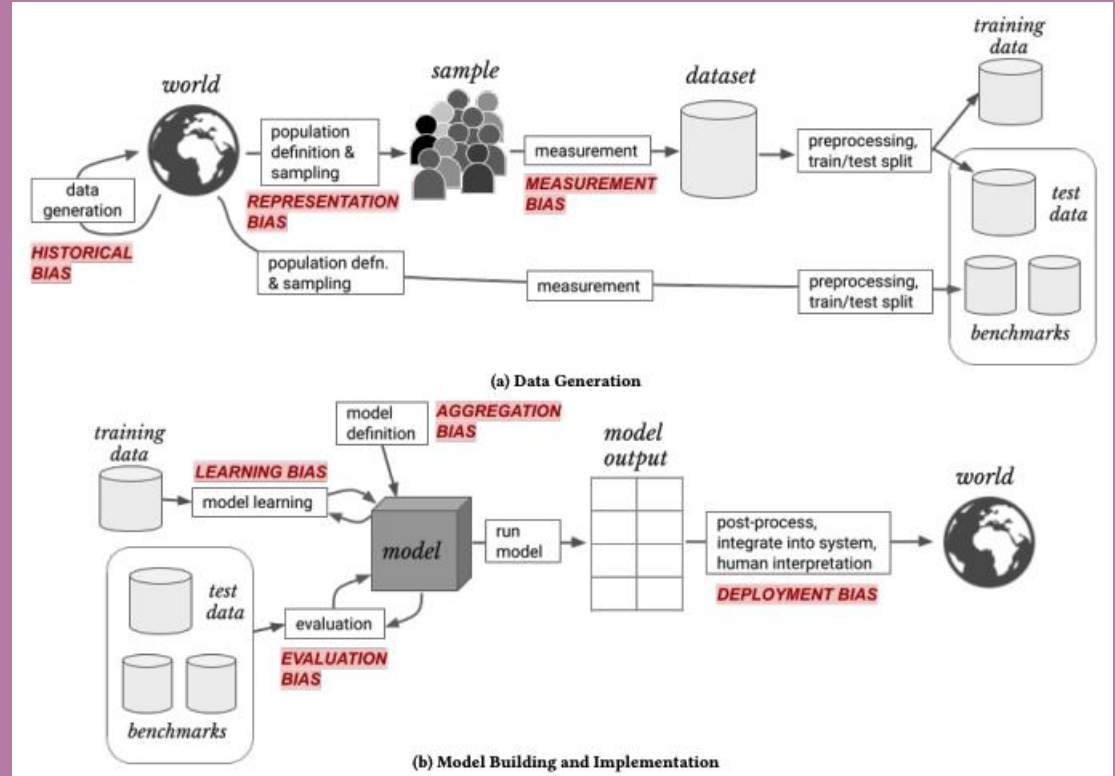 training
data
world
sample
dataset
population
definition &
sampling
measurement
preprocessing,
train/test split
data
generation
REPRESENTATION
BIAS
MEASUREMENT
BIAS
test
data
HISTORICAL
BIAS
population defn.
& sampling
measurement
preprocessing,
train/test split
benchmarks
(a) Data Generation
model
definition
AGGREGATION
BIAS
training
data
LEARNING BIAS
model learning
model
output
world
model
run
model
post-process,
integrate into system,
human interpretation
DEPLOYMENT BIAS
test
data
evaluation
EVALUATION
BIAS
benchmarks
(b) Model Building and Implementation